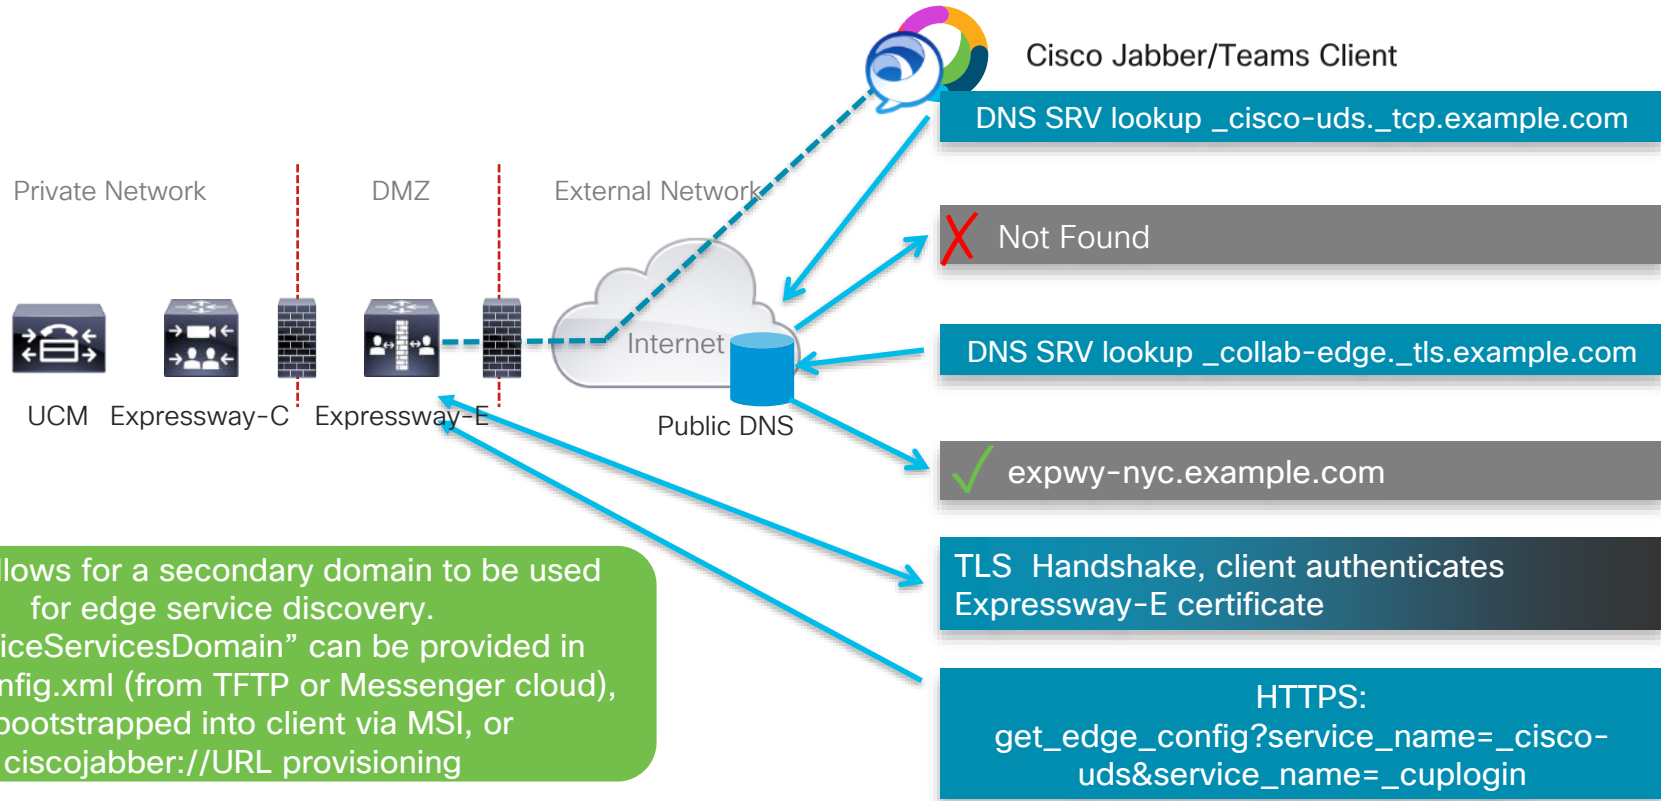 Cisco Jabber/Teams Client
DNS SRV lookup _cisco-uds._tcp.example.com
Private Network
DMZ
External Network
Not Found
Internet
DNS SRV lookup _collab-edge._tls.example.com
UCM
Expressway-C
Expressway-E
Public DNS
expwy-nyc.example.com
TLS Handshake, client authenticates
Expressway-E certificate
llows for a secondary domain to be used
for edge service discovery.
iceServicesDomain” can be provided in
nfig.xml (from TFTP or Messenger cloud),
bootstrapped into client via MSI, or
ciscojabber://URL provisioning
HTTPS:
get_edge_config?service_name=_cisco-
uds&service_name=_cuplogin